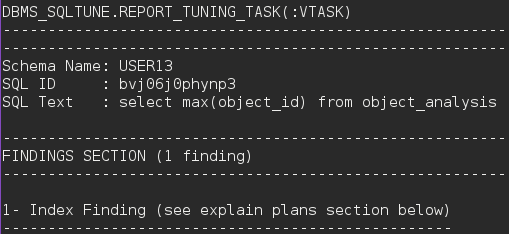 DBMS_SQLTUNE.REPORT_TUNING_TASK(:VTASK)
--------------------------------------------------------
--------------------------------------------------------
Schema Name: USER13
SQL ID     : bvj06j0phynp3
SQL Text   : select max(object_id) from object_analysis

--------------------------------------------------------
FINDINGS SECTION (1 finding)
--------------------------------------------------------

1- Index Finding (see explain plans section below)
--------------------------------------------------